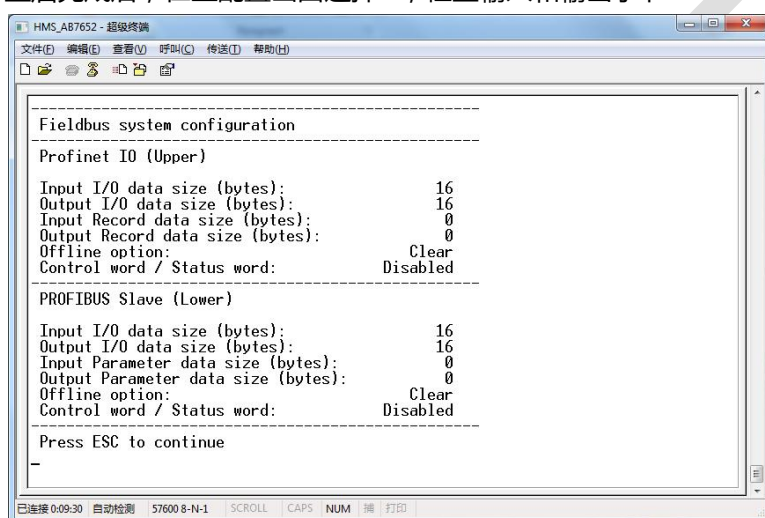 HMS_AB7652 - 超级终端
文件(F) 编辑(E) 查看(V) 呼叫(C) 传送(T) 帮助(H)
Fieldbus system configuration
Profinet IO (Upper)
Input I/O data size (bytes): 16
Output I/O data size (bytes): 16
Input Record data size (bytes): 0
Output Record data size (bytes): 0
Offline option: Clear
Control word / Status word: Disabled
PROFIBUS Slave (Lower)
Input I/O data size (bytes): 16
Output I/O data size (bytes): 16
Input Parameter data size (bytes): 0
Output Parameter data size (bytes): 0
Offline option: Clear
Control word / Status word: Disabled
Press ESC to continue
已连接 0:09:30 自动检测 57600 8-N-1 SCROLL CAPS NUM 捕 打印